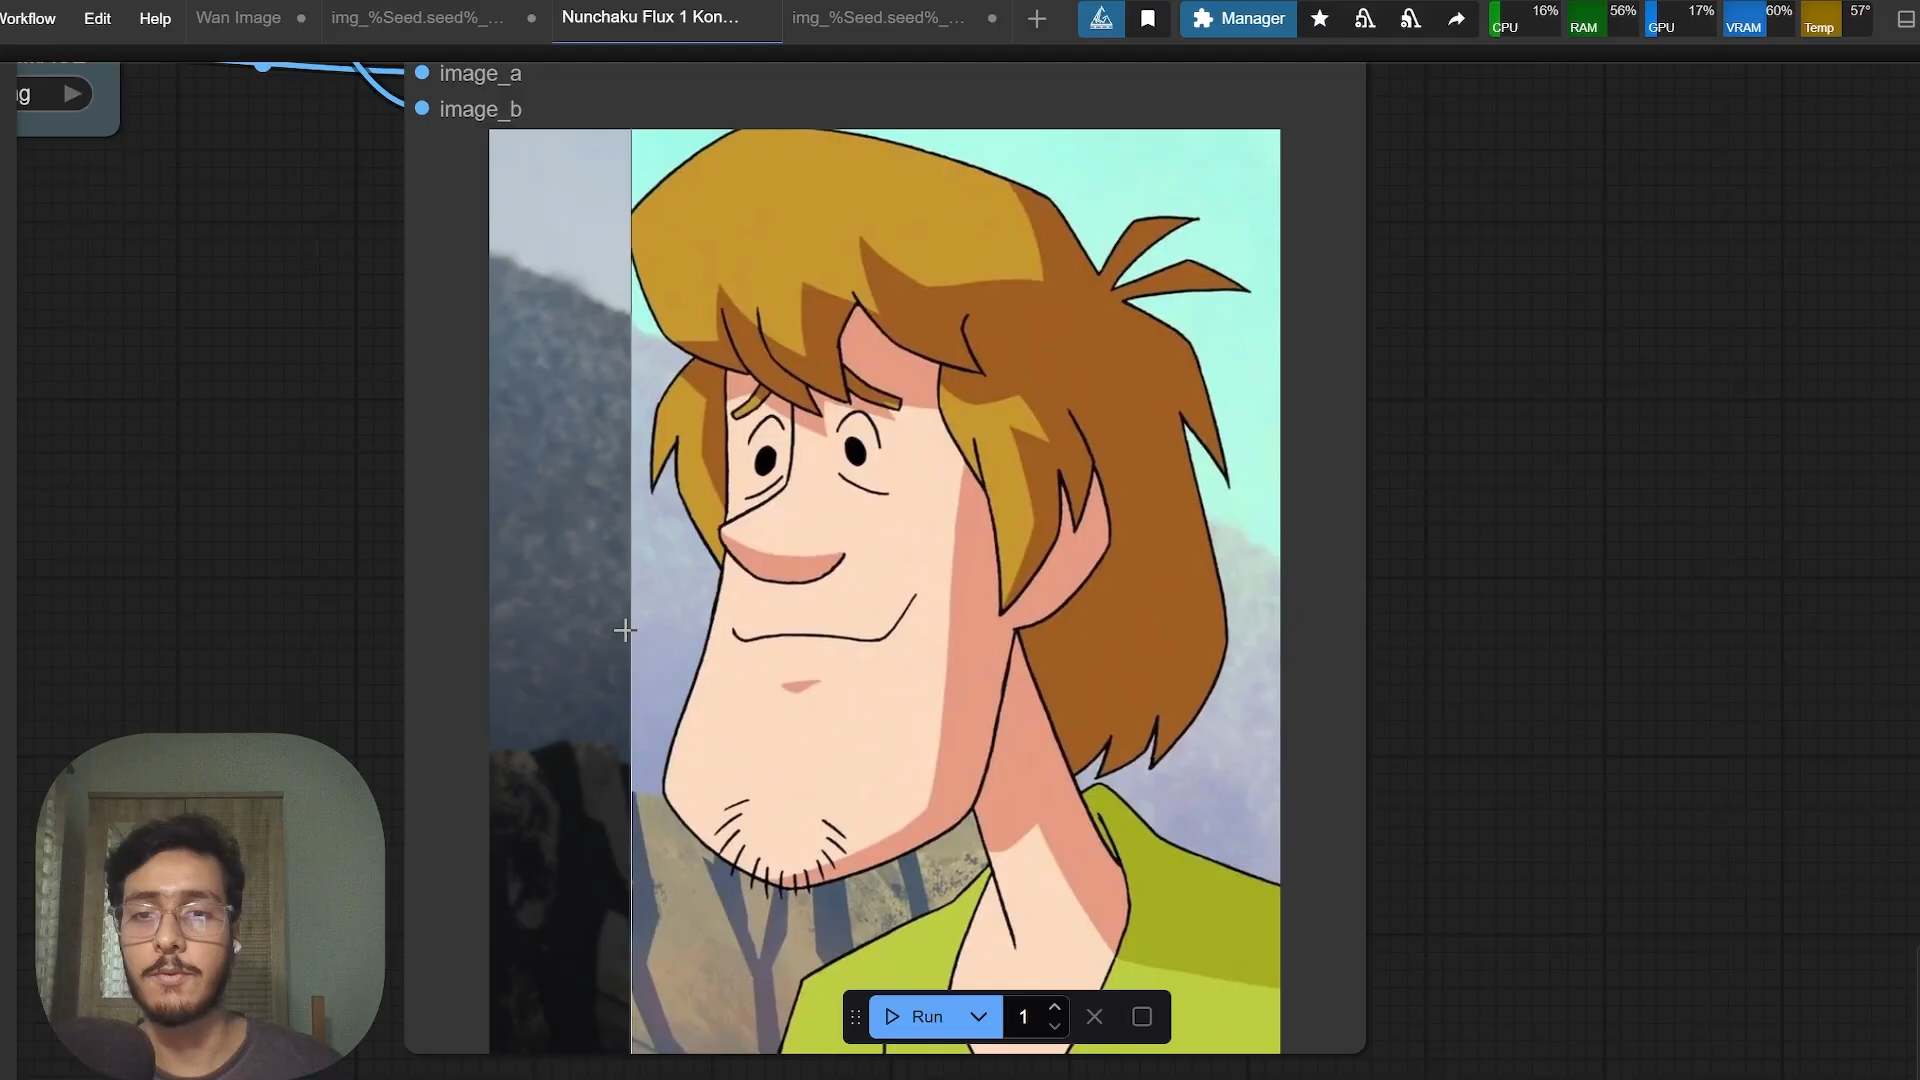 Workflow Edit Help Wan Image img_%Seed.seed%_... Nunchaku Flux 1 Kon... img_%Seed.seed%_... Manager
CPU 16% RAM 56% GPU 17% VRAM 60% Temp 57°
ng
image_a
image_b
Run 1